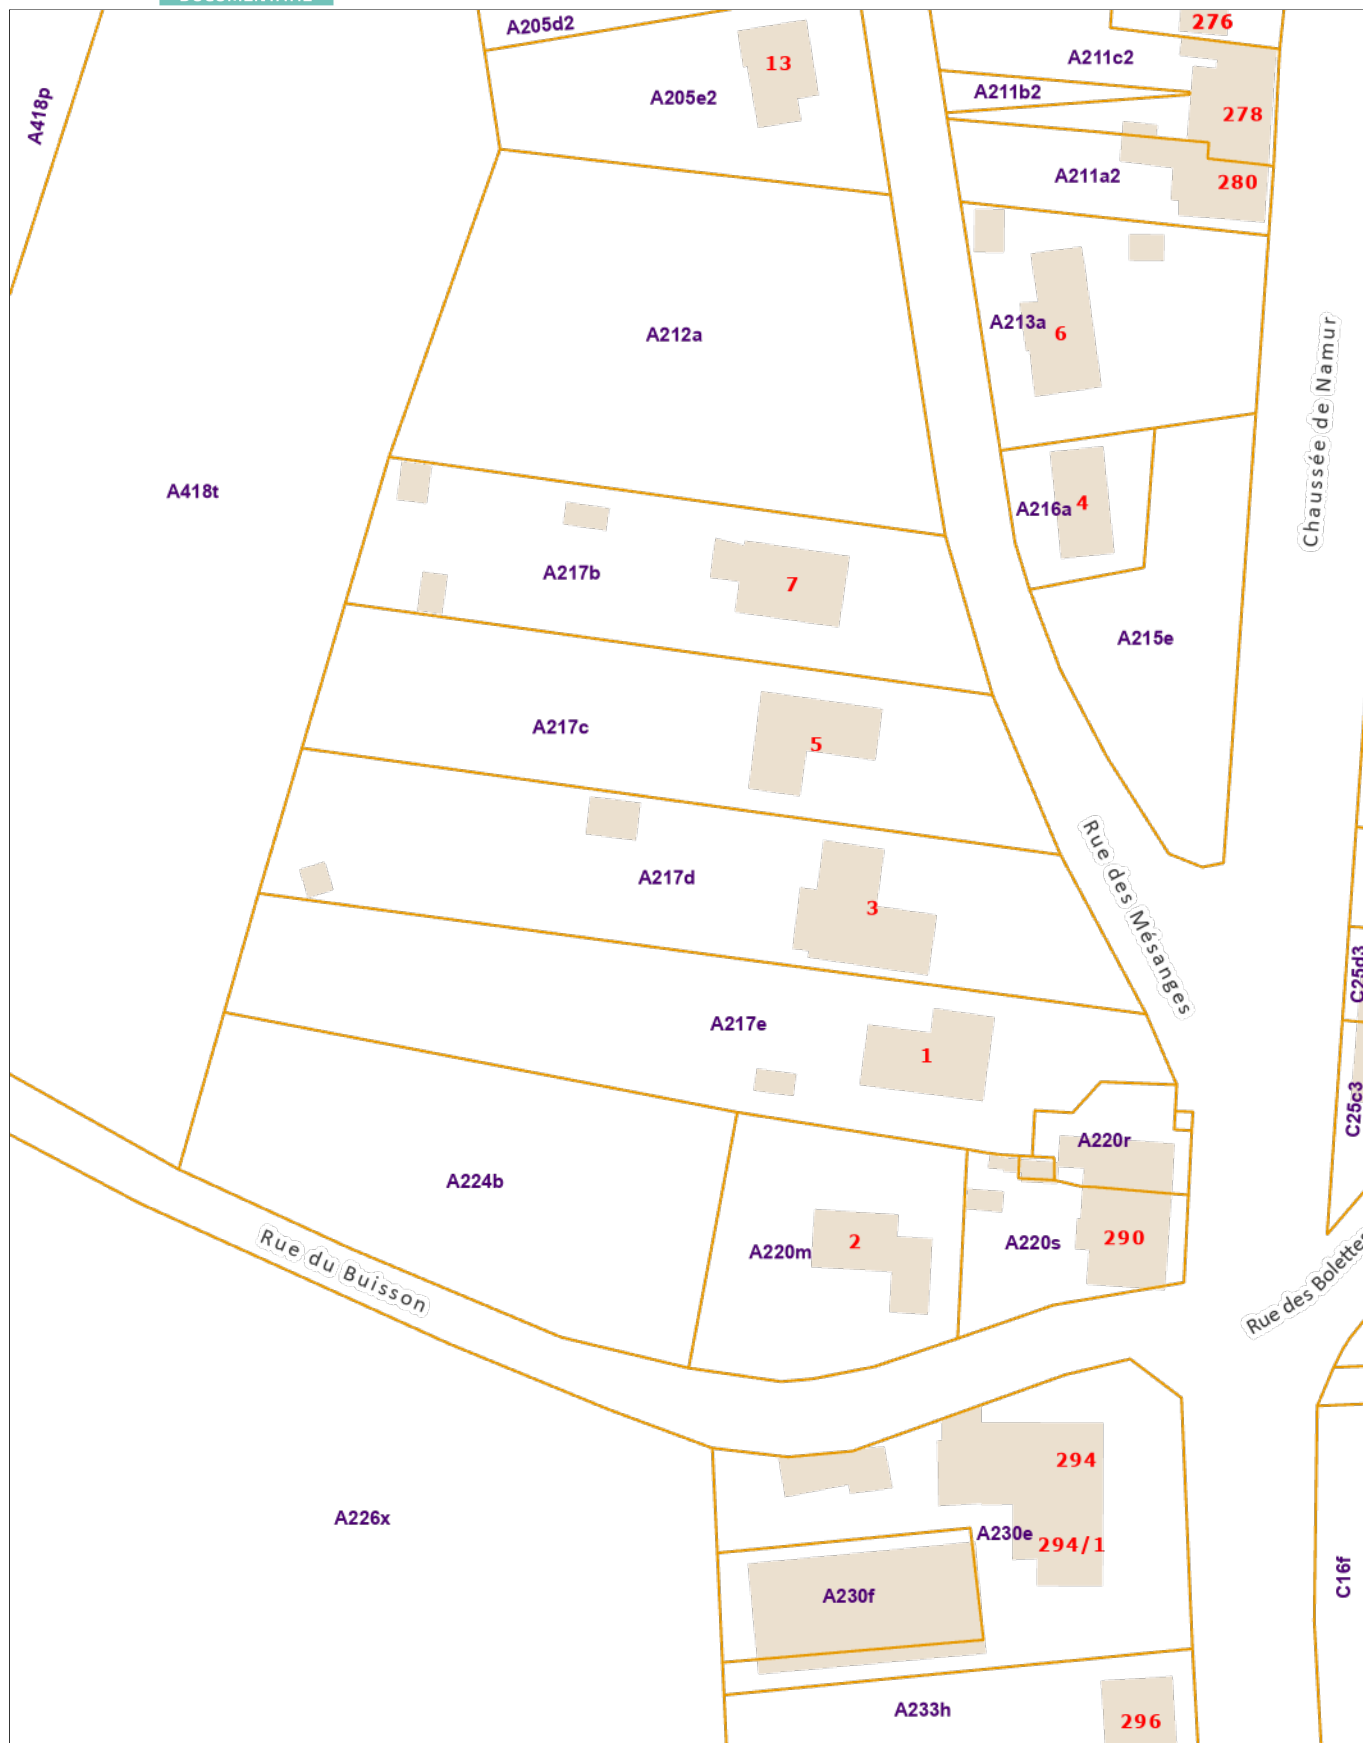 A205d2
276
A211c2
13
A205e2
A211b2
A418p
278
A211a2
280
A213a
6
A212a
Chaussée de Namur
A418t
A216a
4
A217b
7
A215e
A217c
5
A217d
3
Rue des Mésanges
C25d3
A217e
1
C25c3
A220r
A224b
290
A220s
A220m
2
Rue du Buisson
Rue des Bolettes
294
A226x
A230e
294/1
C16f
A230f
A233h
296